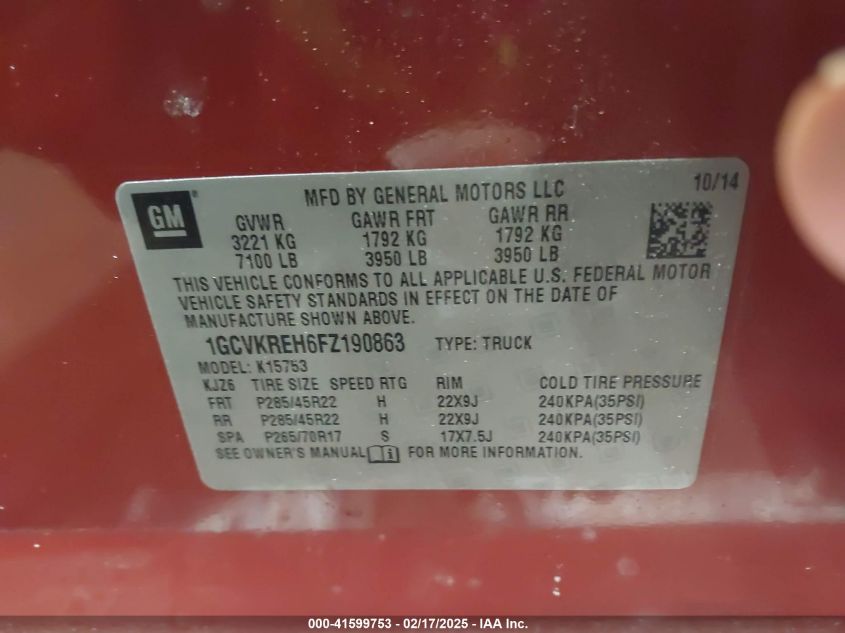 GM ®
MFD BY GENERAL MOTORS LLC 10/14
GVWR GAWR FRT GAWR RR
3221 KG 1792 KG 1792 KG
7100 LB 3950 LB 3950 LB
THIS VEHICLE CONFORMS TO ALL APPLICABLE U.S. FEDERAL MOTOR
VEHICLE SAFETY STANDARDS IN EFFECT ON THE DATE OF
MANUFACTURE SHOWN ABOVE.
1GCVKREH6FZ190863 TYPE: TRUCK
MODEL: K15753
KJZ6 TIRE SIZE SPEED RTG RIM COLD TIRE PRESSURE
FRT P285/45R22 H 22X9J 240KPA(35PSI)
RR P285/45R22 H 22X9J 240KPA(35PSI)
SPA P265/70R17 S 17X7.5J 240KPA(35PSI)
SEE OWNER'S MANUAL FOR MORE INFORMATION.
000-41599753 - 02/17/2025 - IAA Inc.